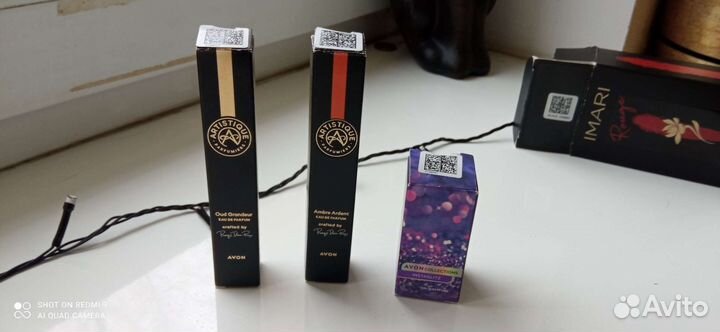 ARTISTIQUE
PARFUMIERS
Oud Grandeur
EAU DE PARFUM
crafted by
AVON
ARTISTIQUE
PARFUMIERS
Ambre Ardent
EAU DE PARFUM
crafted by
AVON
AVON COLLECTIONS
IMARI
Rouge
SHOT ON REDMI
AI QUAD CAMERA
Avito